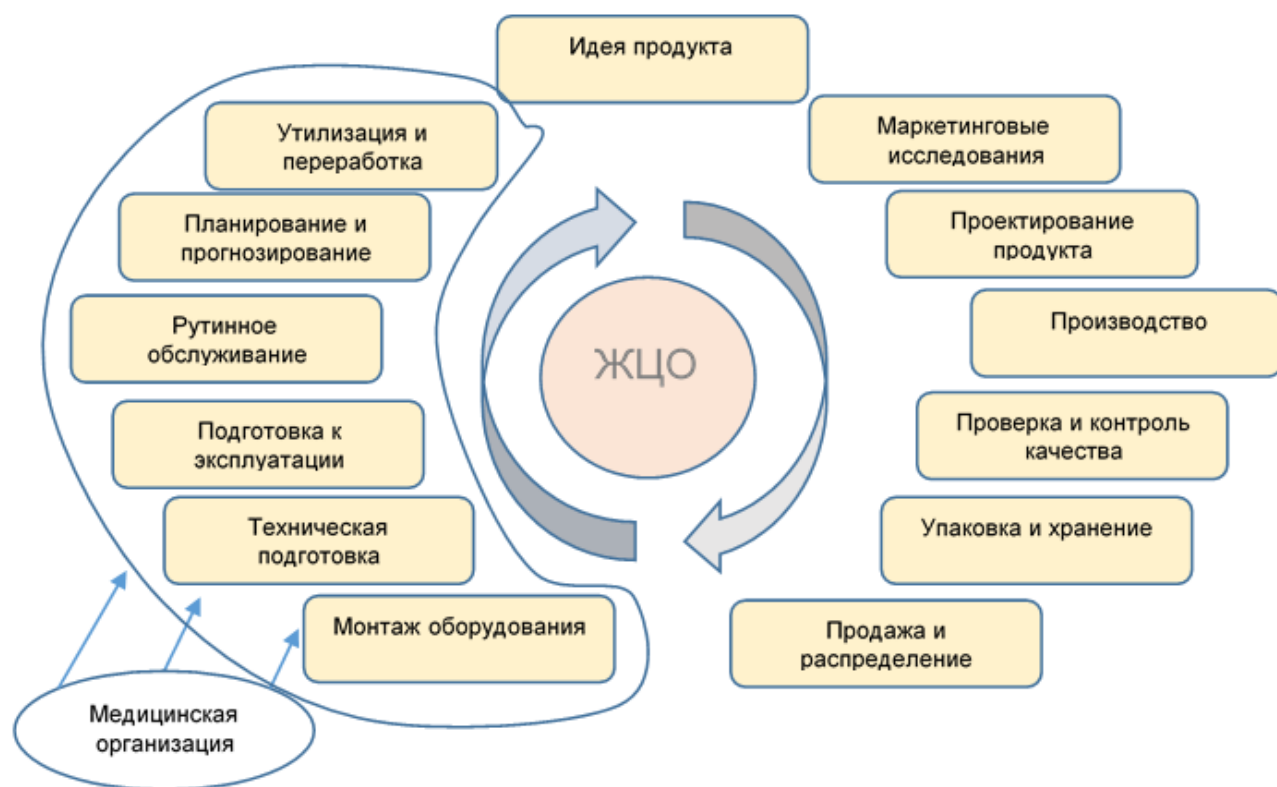 Идея продукта
Маркетинговые
исследования
Проектирование
продукта
Производство
Проверка и контроль
качества
Упаковка и хранение
Продажа и
распределение
Монтаж оборудования
Техническая
подготовка
Подготовка к
эксплуатации
Рутинное
обслуживание
Планирование и
прогнозирование
Утилизация и
переработка
ЖЦО
Медицинская
организация